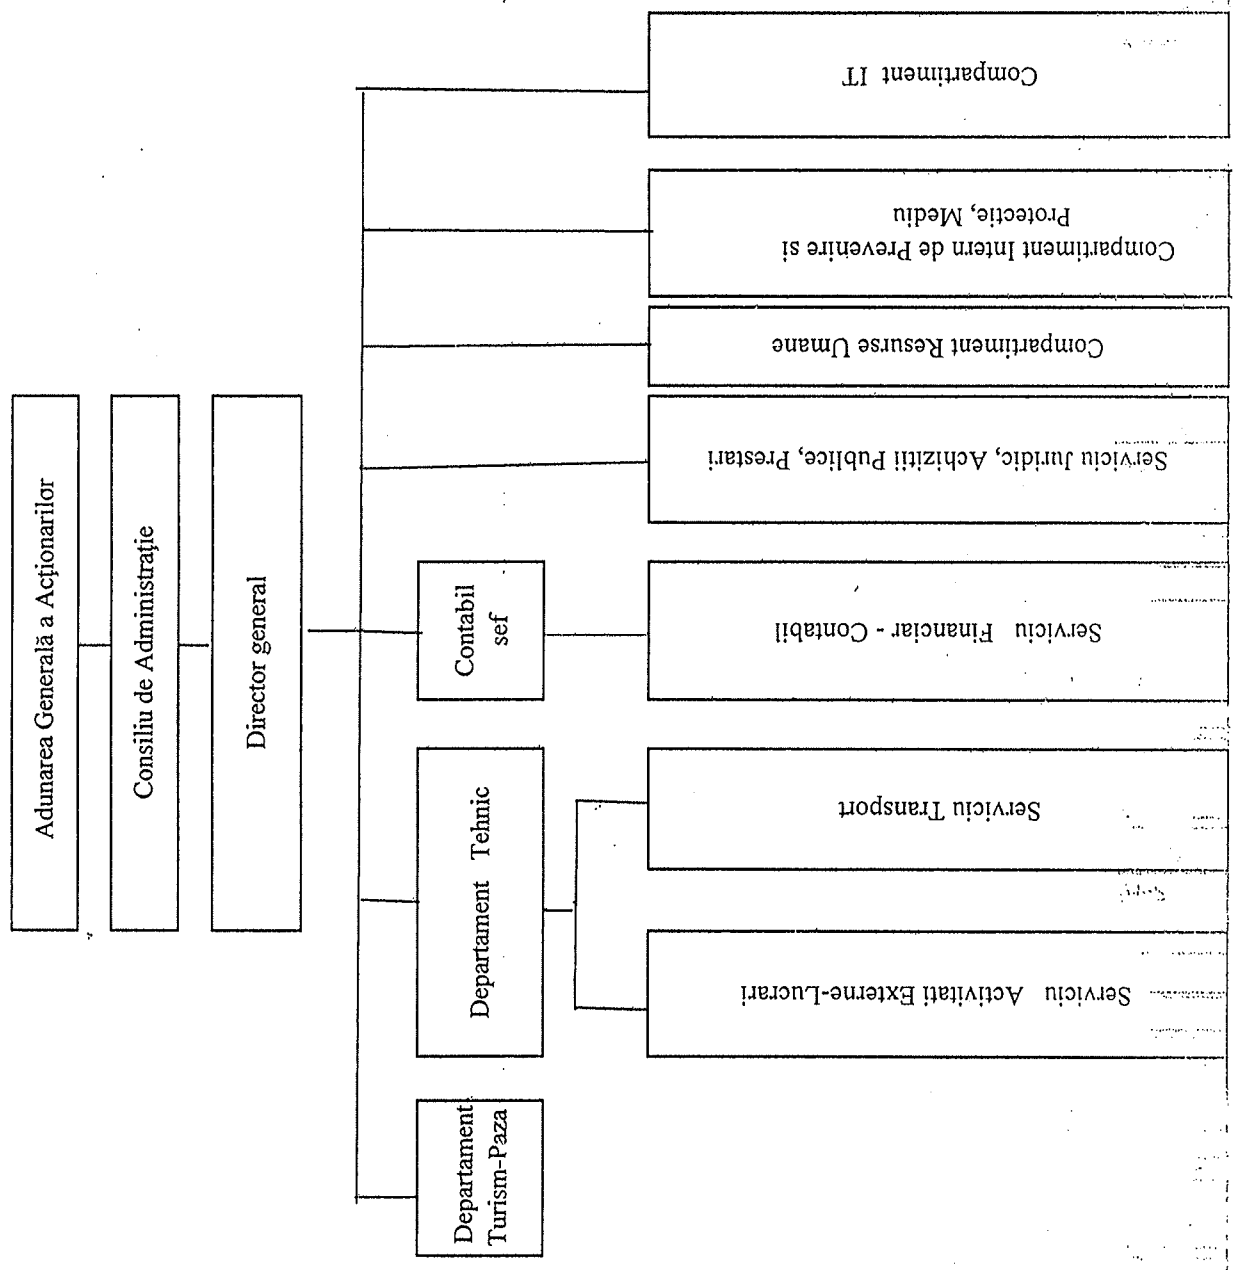 Adunarea Generală a Acţionarilor
Consiliu de Administraţie
Director general
Departament
Turism-Paza
Departament Tehnic
Contabil
sef
Serviciu Activitati Externe-Lucrari
Serviciu Transport
Serviciu Financiar - Contabil
Serviciu Juridic, Achizitii Publice, Prestari
Compartiment Resurse Umane
Compartiment Intern de Prevenire si
Protectie, Mediu
Compartiment IT